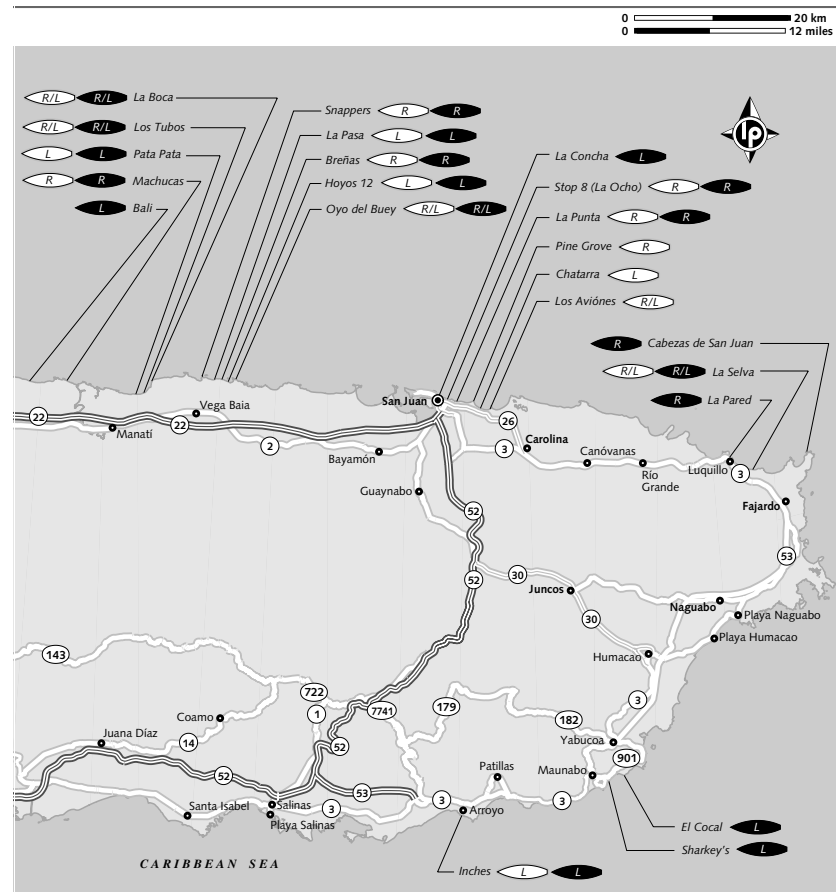 0 20 km
0 12 miles
lp
R/L R/L La Boca
R/L R/L Los Tubos
L L Pata Pata
R R Machucas
L Bali
Snappers R R
La Pasa L L
Breñas R R
Hoyos 12 L L
Oyo del Buey R/L R/L
La Concha L
Stop 8 (La Ocho) R R
La Punta R R
Pine Grove R
Chatarra L
Los Aviónes R/L
R Cabezas de San Juan
R/L R/L La Selva
R La Pared
San Juan
Vega Baia
22
Manatí
22
26
2
Bayamón
3
Carolina
Canóvanas
Río
Grande
Luquillo
3
Guaynabo
Fajardo
52
53
52
30
Juncos
30
Naguabo
Playa Naguabo
Playa Humacao
Humacao
143
722
1
7741
179
182
3
Coamo
Juana Díaz
14
52
Yabucoa
901
52
53
Patillas
Maunabo
Santa Isabel
Salinas
Playa Salinas
3
3
Arroyo
3
El Cocal L
Sharkey's L
CARIBBEAN SEA
Inches L L